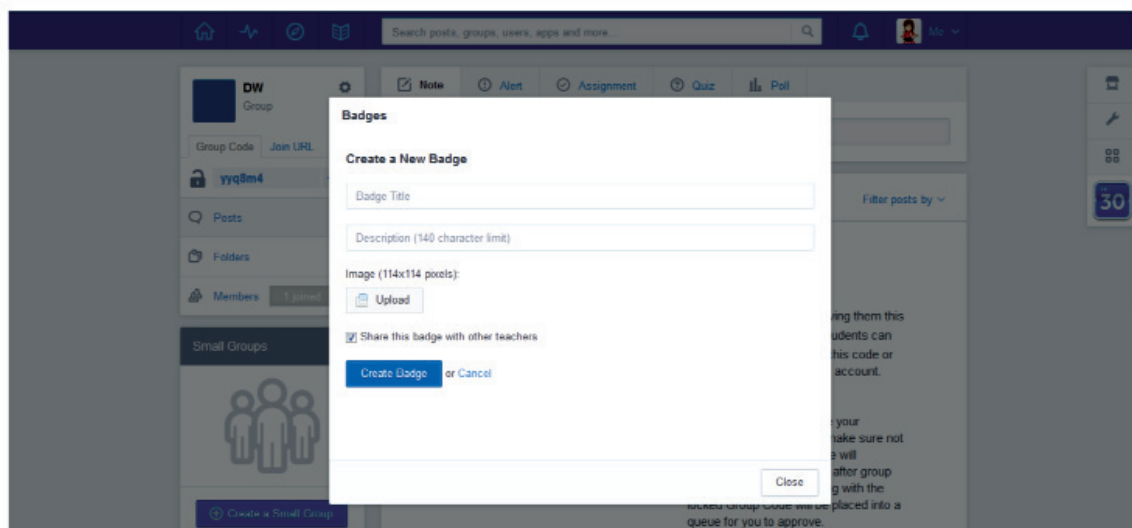 Search posts, groups, users, apps and more...
Me
DW
Group
Group Code
Join URL
yyq8m4
Posts
Folders
Members
1 joined
Small Groups
Create a Small Group
Note
Alert
Assignment
Quiz
Poll
Filter posts by
30
Badges
Create a New Badge
Badge Title
Description (140 character limit)
Image (114x114 pixels):
Upload
Share this badge with other teachers
Create Badge or Cancel
Close
ving them this
udents can
his code or
account.
your
make sure not
will
after group
g with the
locked Group Code will be placed into a
queue for you to approve.